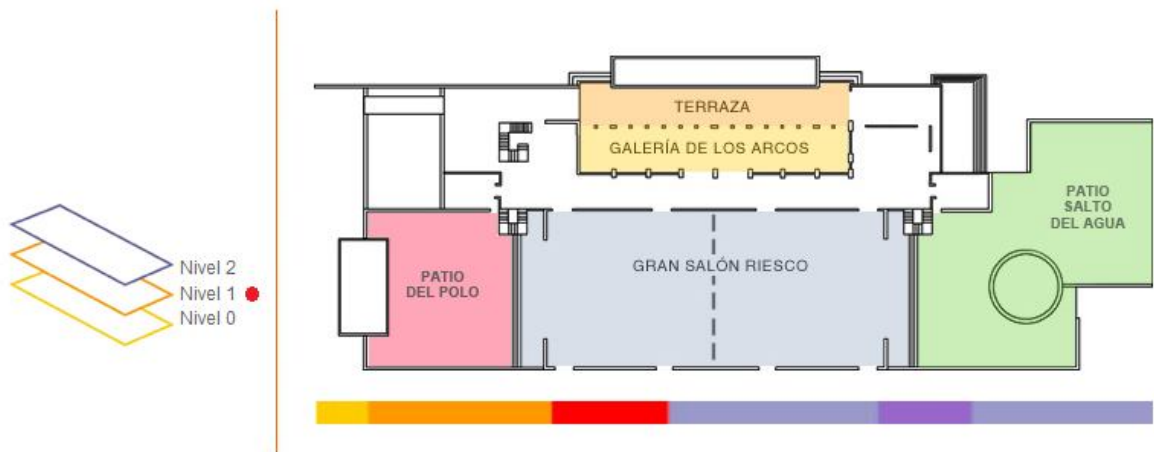 Nivel 2
Nivel 1
Nivel 0
TERRAZA
GALERÍA DE LOS ARCOS
PATIO
SALTO
DEL AGUA
GRAN SALÓN RIESCO
PATIO
DEL POLO